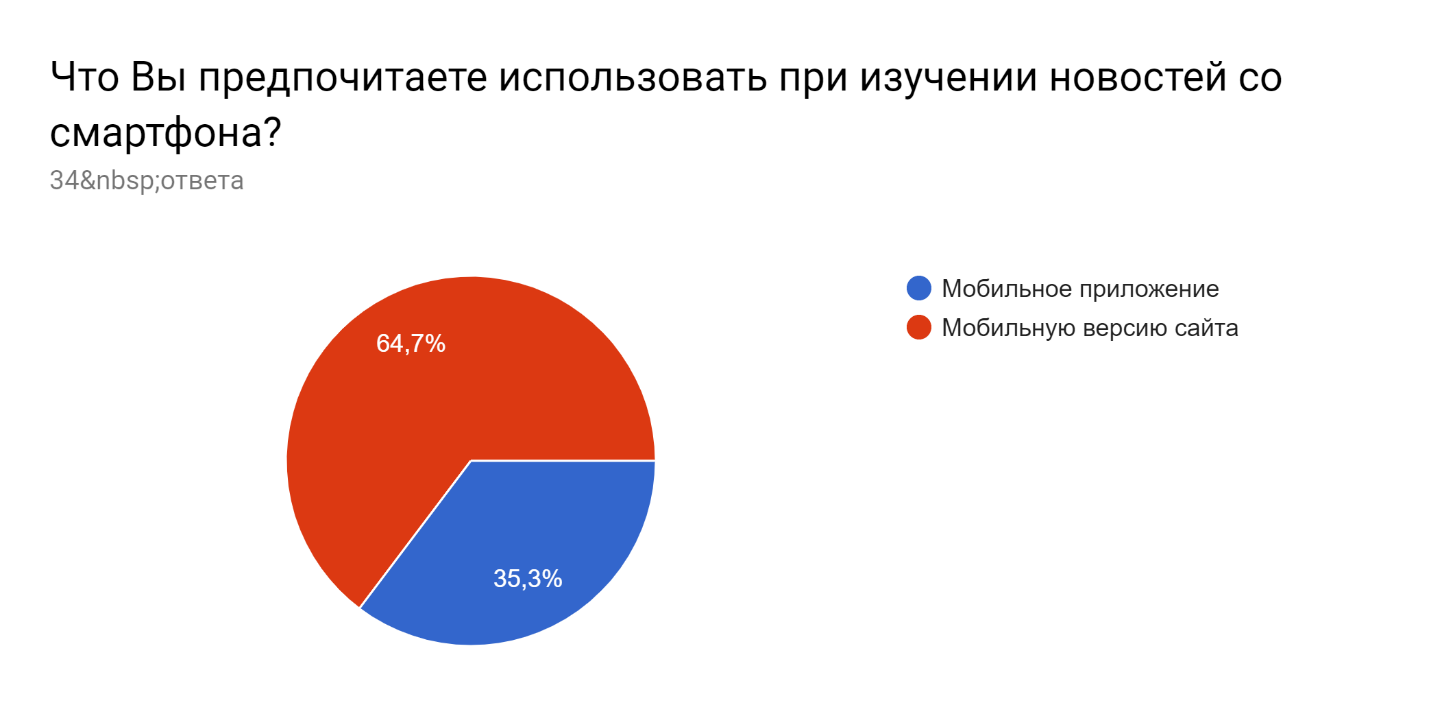 Что Вы предпочитаете использовать при изучении новостей со
смартфона?
34&nbsp;ответа
Мобильное приложение
Мобильную версию сайта
64,7%
35,3%